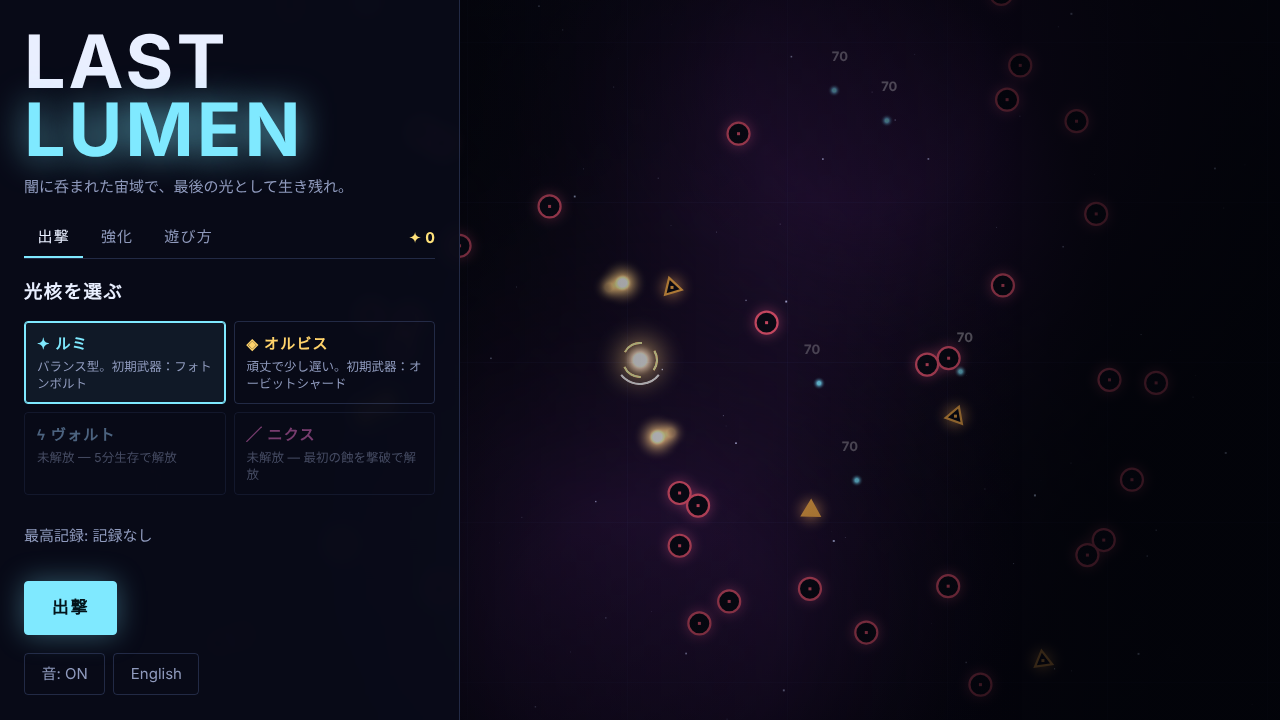 LAST
LUMEN
闇に呑まれた宙域で、最後の光として生き残れ。
出撃 強化 遊び方 ✦ 0
光核を選ぶ
✦ ルミ
バランス型。初期武器：フォト
ンボルト
◈ オルビス
頑丈で少し遅い。初期武器：オ
ービットシャード
ϟ ヴォルト
未解放 — 5分生存で解放
╱ ニクス
未解放 — 最初の蝕を撃破で解
放
最高記録: 記録なし
出撃
音: ON English
70
70
70
70
70